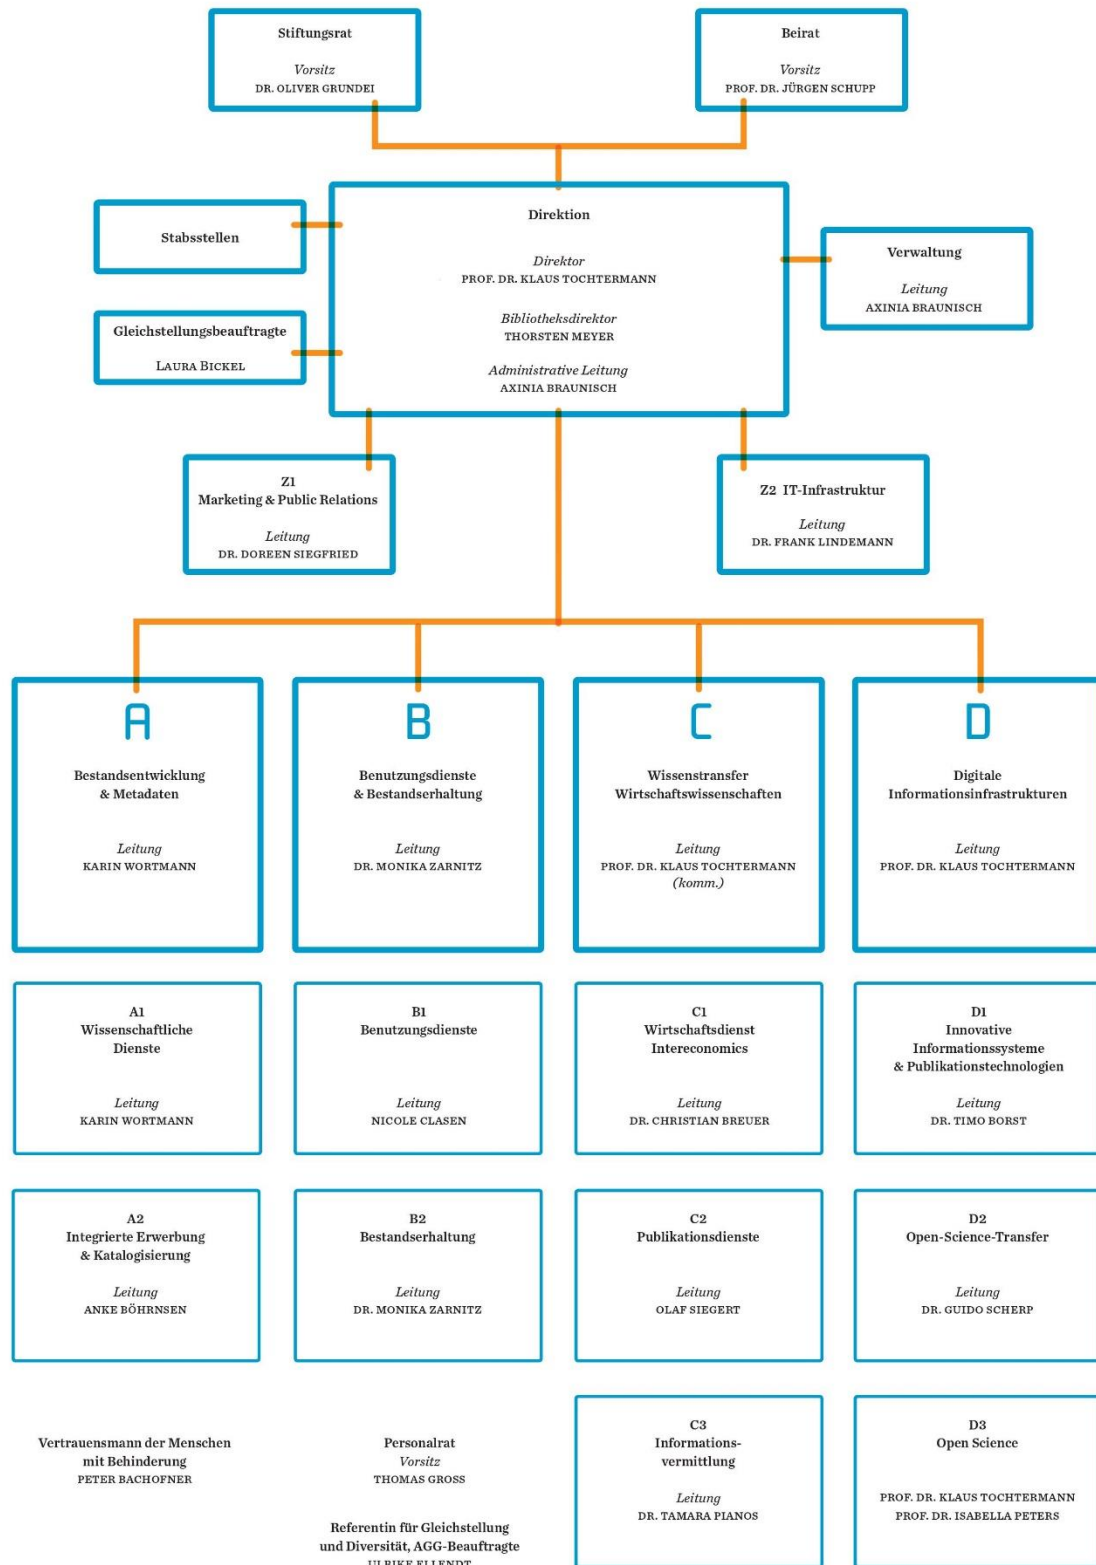 Stiftungsrat
Vorsitz
DR. OLIVER GRUNDEI
Beirat
Vorsitz
PROF. DR. JÜRGEN SCHUPP
Stabsstellen
Gleichstellungsbeauftragte
LAURA BICKEL
Direktion
Direktor
PROF. DR. KLAUS TOCHTERMANN
Bibliotheksdirektor
THORSTEN MEYER
Administrative Leitung
AXINIA BRAUNISCH
Verwaltung
Leitung
AXINIA BRAUNISCH
Z1
Marketing & Public Relations
Leitung
DR. DOREEN SIEGFRIED
Z2 IT-Infrastruktur
Leitung
DR. FRANK LINDEMANN
A
Bestandsentwicklung
& Metadaten
Leitung
KARIN WORTMANN
B
Benutzungsdienste
& Bestandserhaltung
Leitung
DR. MONIKA ZARNITZ
C
Wissenstransfer
Wirtschaftswissenschaften
Leitung
PROF. DR. KLAUS TOCHTERMANN
(komm.)
D
Digitale
Informationsinfrastrukturen
Leitung
PROF. DR. KLAUS TOCHTERMANN
A1
Wissenschaftliche
Dienste
Leitung
KARIN WORTMANN
B1
Benutzungsdienste
Leitung
NICOLE CLASEN
C1
Wirtschaftsdienst
Intereconomics
Leitung
DR. CHRISTIAN BREUER
D1
Innovative
Informationssysteme
& Publikationstechnologien
Leitung
DR. TIMO BORST
A2
Integrierte Erwerbung
& Katalogisierung
Leitung
ANKE BÖHRNSEN
B2
Bestandserhaltung
Leitung
DR. MONIKA ZARNITZ
C2
Publikationsdienste
Leitung
OLAF SIEGERT
D2
Open-Science-Transfer
Leitung
DR. GUIDO SCHERP
Vertrauensmann der Menschen
mit Behinderung
PETER BACHOFNER
Personalrat
Vorsitz
THOMAS GROSS
Referentin für Gleichstellung
und Diversität, AGG-Beauftragte
ULRIKE ELLENDT
C3
Informations-
vermittlung
Leitung
DR. TAMARA PIANOS
D3
Open Science
PROF. DR. KLAUS TOCHTERMANN
PROF. DR. ISABELLA PETERS